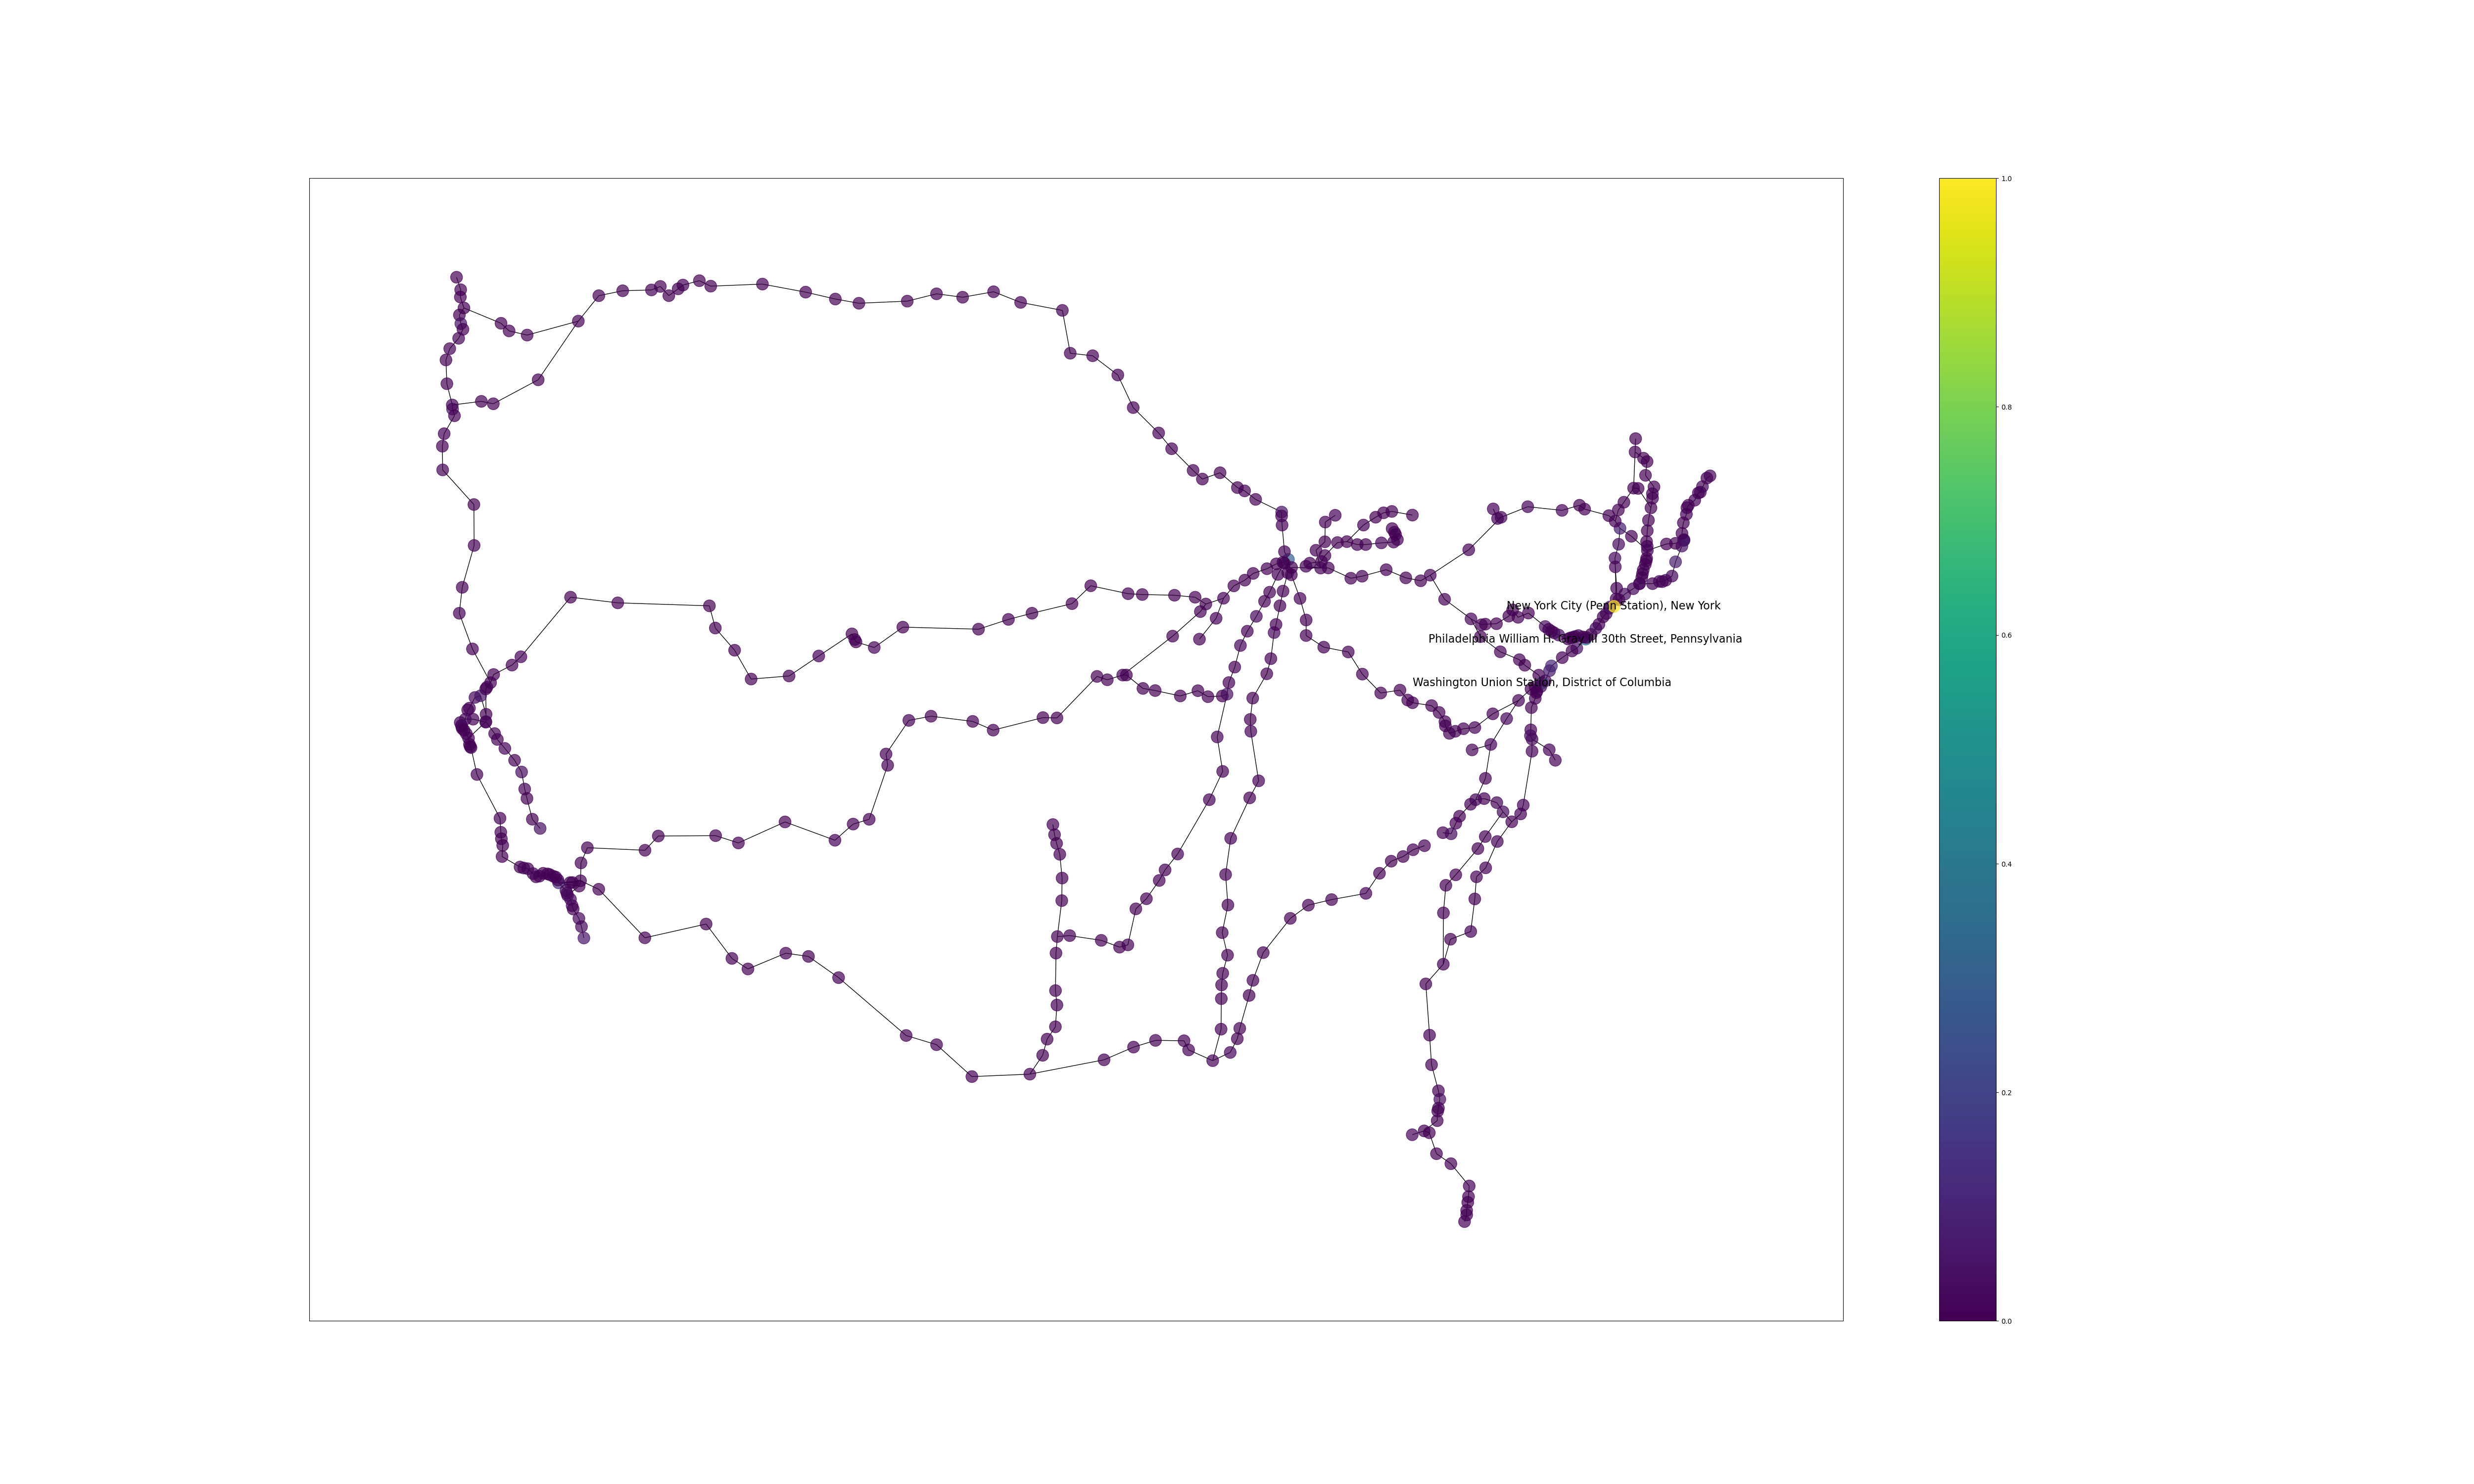 1.0
0.8
New York City (Penn Station), New York
0.6
Philadelphia William H. Gray III 30th Street, Pennsylvania
Washington Union Station, District of Columbia
0.4
0.2
0.0